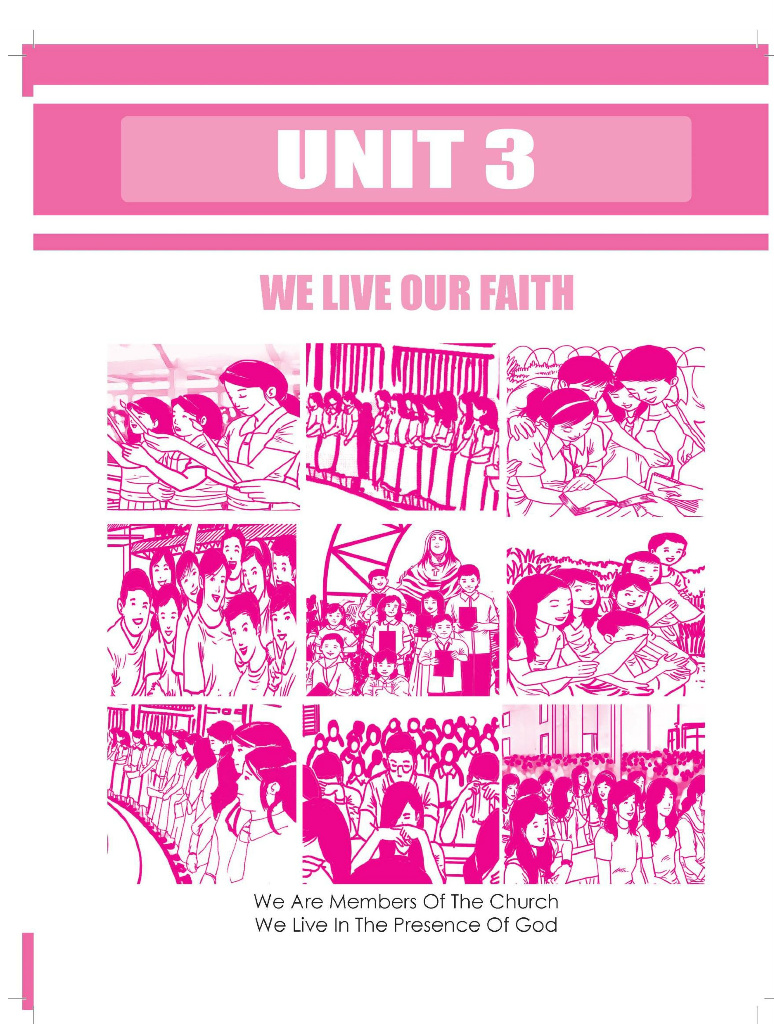 UNIT 3
WE LIVE OUR FAITH
We Are Members Of The Church
We Live In The Presence Of God